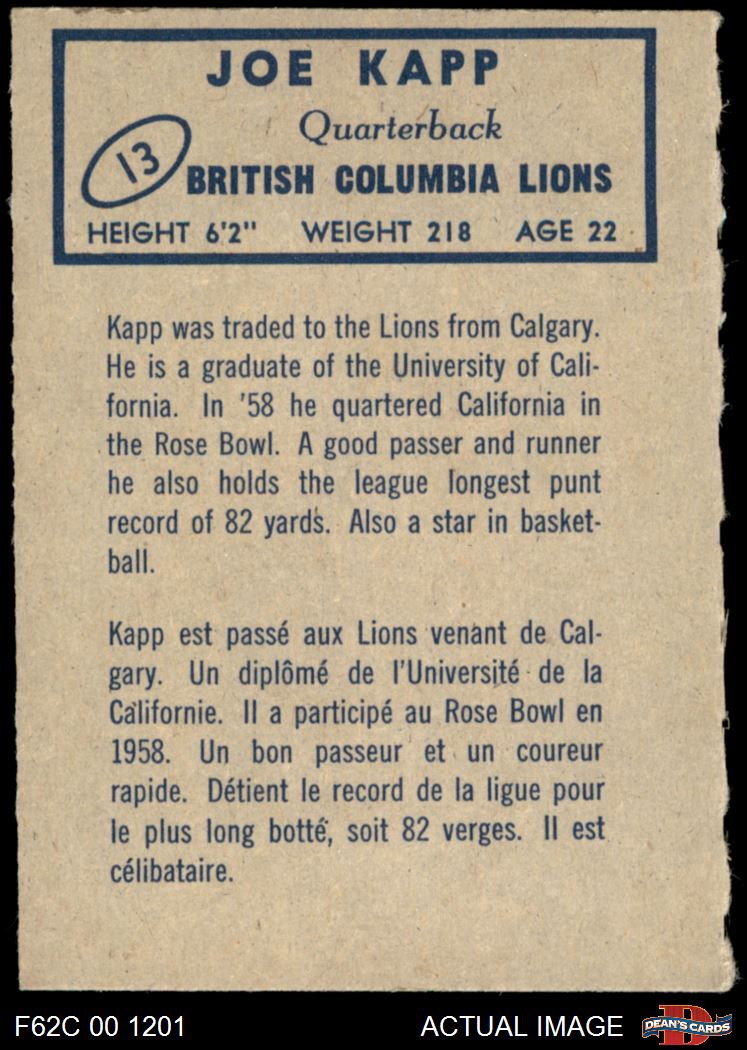 JOE KAPP
Quarterback
13
BRITISH COLUMBIA LIONS
HEIGHT 6'2" WEIGHT 218 AGE 22
Kapp was traded to the Lions from Calgary.
He is a graduate of the University of Cali-
fornia. In '58 he quartered California in
the Rose Bowl. A good passer and runner
he also holds the league longest punt
record of 82 yards. Also a star in basket-
ball.
Kapp est passé aux Lions venant de Cal-
gary. Un diplômé de l'Université de la
Californie. Il a participé au Rose Bowl en
1958. Un bon passeur et un coureur
rapide. Détient le record de la ligue pour
le plus long botté, soit 82 verges. Il est
célibataire.
F62C 00 1201 ACTUAL IMAGE
D
DEAN'S CARDS